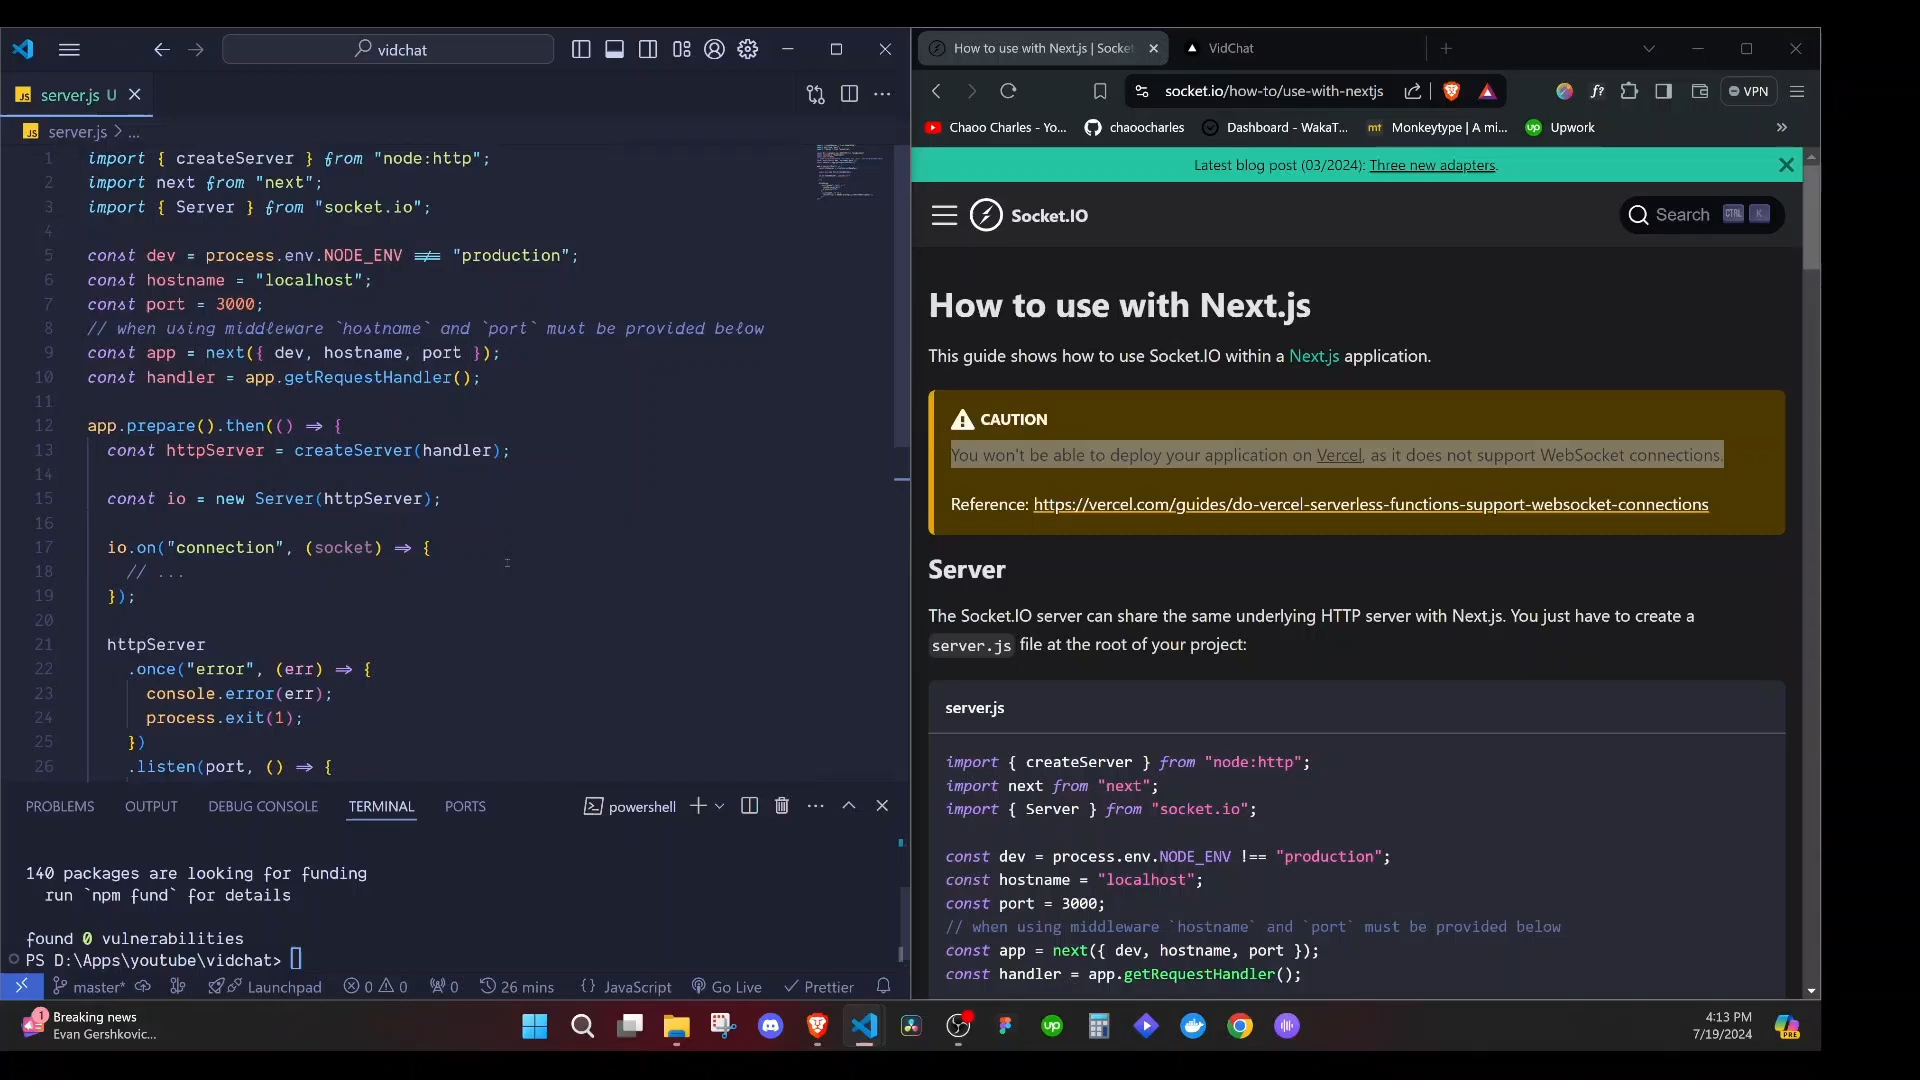 vidchat
server.js U
server.js > ...
1 import { createServer } from "node:http";
2 import next from "next";
3 import { Server } from "socket.io";
4
5 const dev = process.env.NODE_ENV !== "production";
6 const hostname = "localhost";
7 const port = 3000;
8 // when using middleware `hostname` and `port` must be provided below
9 const app = next({ dev, hostname, port });
10 const handler = app.getRequestHandler();
11
12 app.prepare().then(() => {
13 const httpServer = createServer(handler);
14
15 const io = new Server(httpServer);
16
17 io.on("connection", (socket) => {
18 // ...
19 });
20
21 httpServer
22 .once("error", (err) => {
23 console.error(err);
24 process.exit(1);
25 })
26 .listen(port, () => {
PROBLEMS OUTPUT DEBUG CONSOLE TERMINAL PORTS powershell
140 packages are looking for funding
run `npm fund` for details
found 0 vulnerabilities
PS D:\Apps\youtube\vidchat>
master* Launchpad 0 0 0 26 mins {} JavaScript Go Live Prettier
How to use with Next.js | Socket VidChat
socket.io/how-to/use-with-nextjs VPN
Chaoo Charles - Yo... chaoocharles Dashboard - WakaT... mt Monkeytype | A mi... up Upwork
Latest blog post (03/2024): Three new adapters.
Socket.IO Search CTRL K
How to use with Next.js
This guide shows how to use Socket.IO within a Next.js application.
CAUTION
You won't be able to deploy your application on Vercel, as it does not support WebSocket connections.
Reference: https://vercel.com/guides/do-vercel-serverless-functions-support-websocket-connections
Server
The Socket.IO server can share the same underlying HTTP server with Next.js. You just have to create a
server.js file at the root of your project:
server.js
import { createServer } from "node:http";
import next from "next";
import { Server } from "socket.io";
const dev = process.env.NODE_ENV !== "production";
const hostname = "localhost";
const port = 3000;
// when using middleware `hostname` and `port` must be provided below
const app = next({ dev, hostname, port });
const handler = app.getRequestHandler();
1 Breaking news
Evan Gershkovic...
up
4:13 PM
7/19/2024
PRE